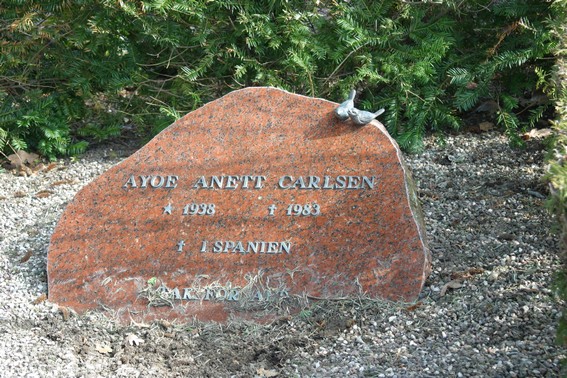 AYOE ANETT CARLSEN
★ 1938 † 1983
† I SPANIEN
TAK FOR ALT